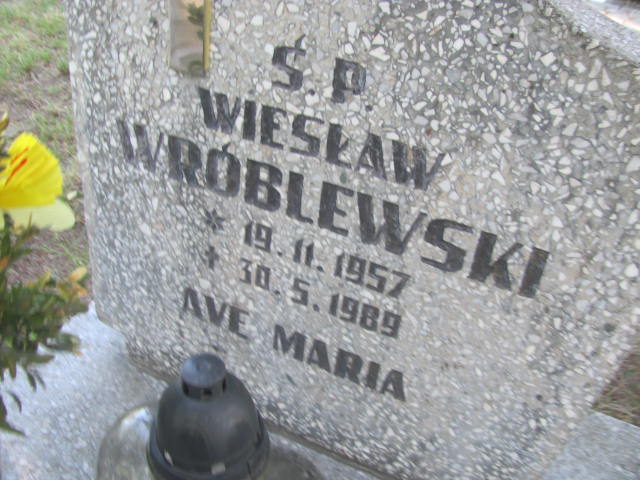 Ś.P.
WIESŁAW
WRÓBLEWSKI
* 19.11.1957
† 30.5.1989
AVE MARIA